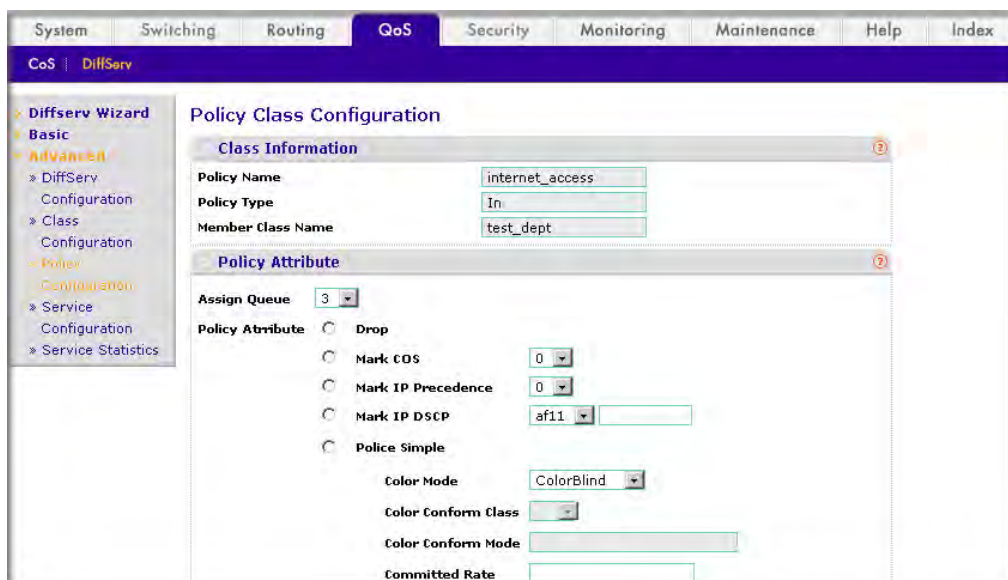 System Switching Routing QoS Security Monitoring Maintenance Help Index
CoS | DiffServ
Diffserv Wizard
Basic
Advanced
» DiffServ
Configuration
» Class
Configuration
» Policy
Configuration
» Service
Configuration
» Service Statistics
Policy Class Configuration
Class Information
Policy Name internet_access
Policy Type In
Member Class Name test_dept
Policy Attribute
Assign Queue 3
Policy Attribute Drop
Mark COS 0
Mark IP Precedence 0
Mark IP DSCP af11
Police Simple
Color Mode ColorBlind
Color Conform Class
Color Conform Mode
Committed Rate